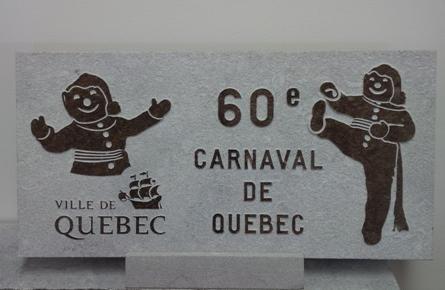 60e
CARNAVAL
DE
QUEBEC
VILLE DE
QUEBEC